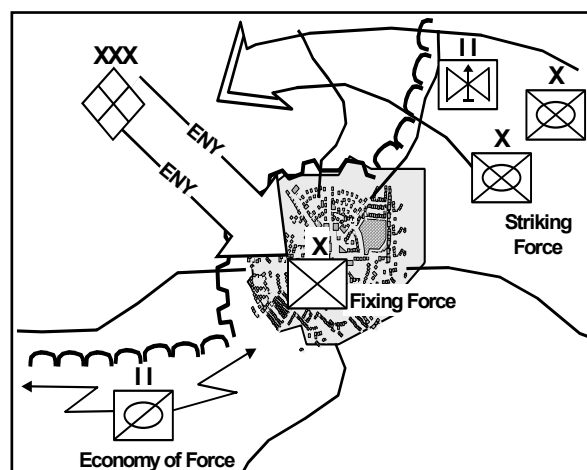 XXX
ENY
ENY
II
X
X
Striking
Force
X
Fixing Force
II
Economy of Force